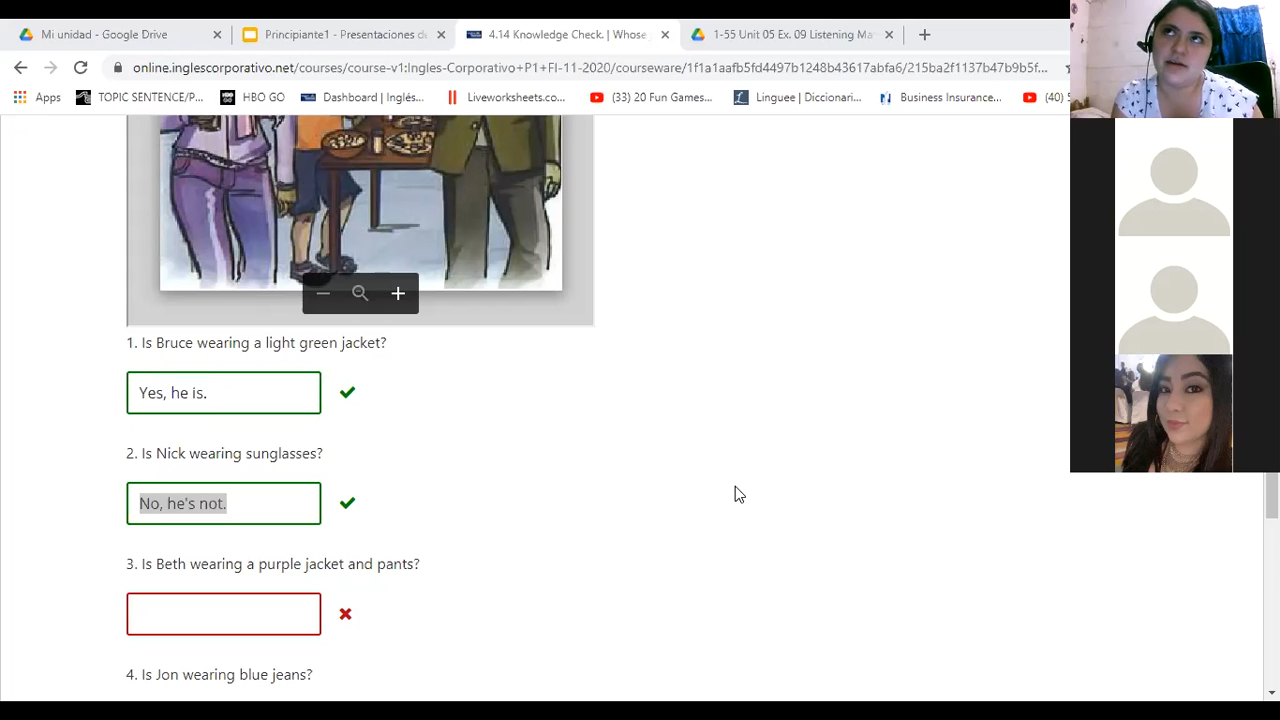 Mi unidad - Google Drive
Principiante1 - Presentaciones de
4.14 Knowledge Check. | Whose j
1-55 Unit 05 Ex. 09 Listening Ma
online.inglescorporativo.net/courses/course-v1:Ingles-Corporativo+P1+FI-11-2020/courseware/1f1a1aafb5fd4497b1248b43617abfa6/215ba2f1137b47b9b5f...
Apps
TOPIC SENTENCE/P...
HBO GO
Dashboard | Inglés...
Liveworksheets.co...
(33) 20 Fun Games...
Linguee | Diccionari...
Business Insurance...
(40) 5
1. Is Bruce wearing a light green jacket?
Yes, he is.
2. Is Nick wearing sunglasses?
No, he's not.
3. Is Beth wearing a purple jacket and pants?
4. Is Jon wearing blue jeans?